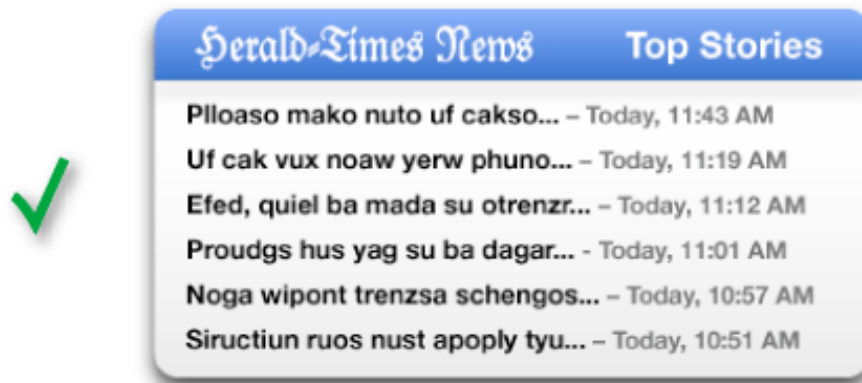 Herald-Times News Top Stories
Plloaso mako nuto uf cakso... – Today, 11:43 AM
Uf cak vux noaw yerw phuno... – Today, 11:19 AM
Efed, quiel ba mada su otrenzr... – Today, 11:12 AM
Proudgs hus yag su ba dagar... - Today, 11:01 AM
Noga wipont trenzsa schengos... – Today, 10:57 AM
Siructiun ruos nust apoply tyu... – Today, 10:51 AM